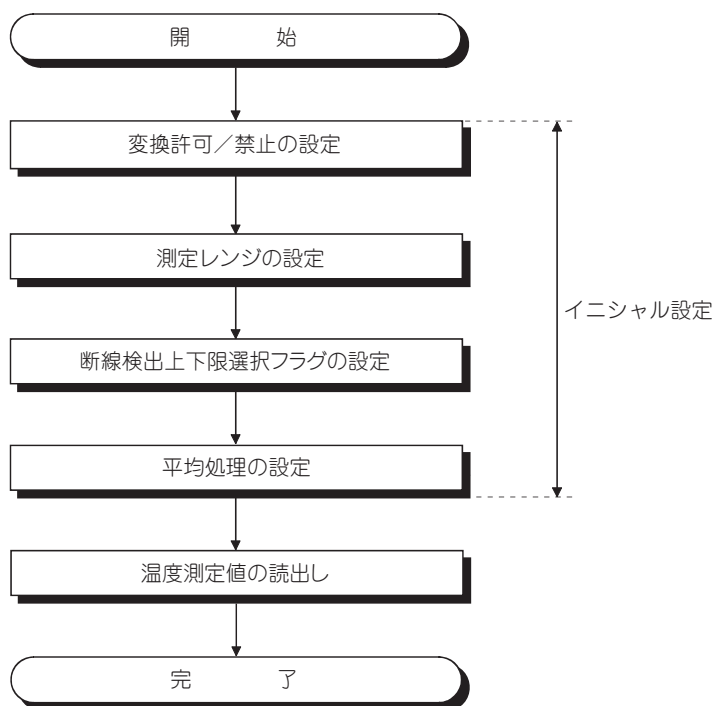 開 始
変換許可／禁止の設定
測定レンジの設定
イニシャル設定
断線検出上下限選択フラグの設定
平均処理の設定
温度測定値の読出し
完 了